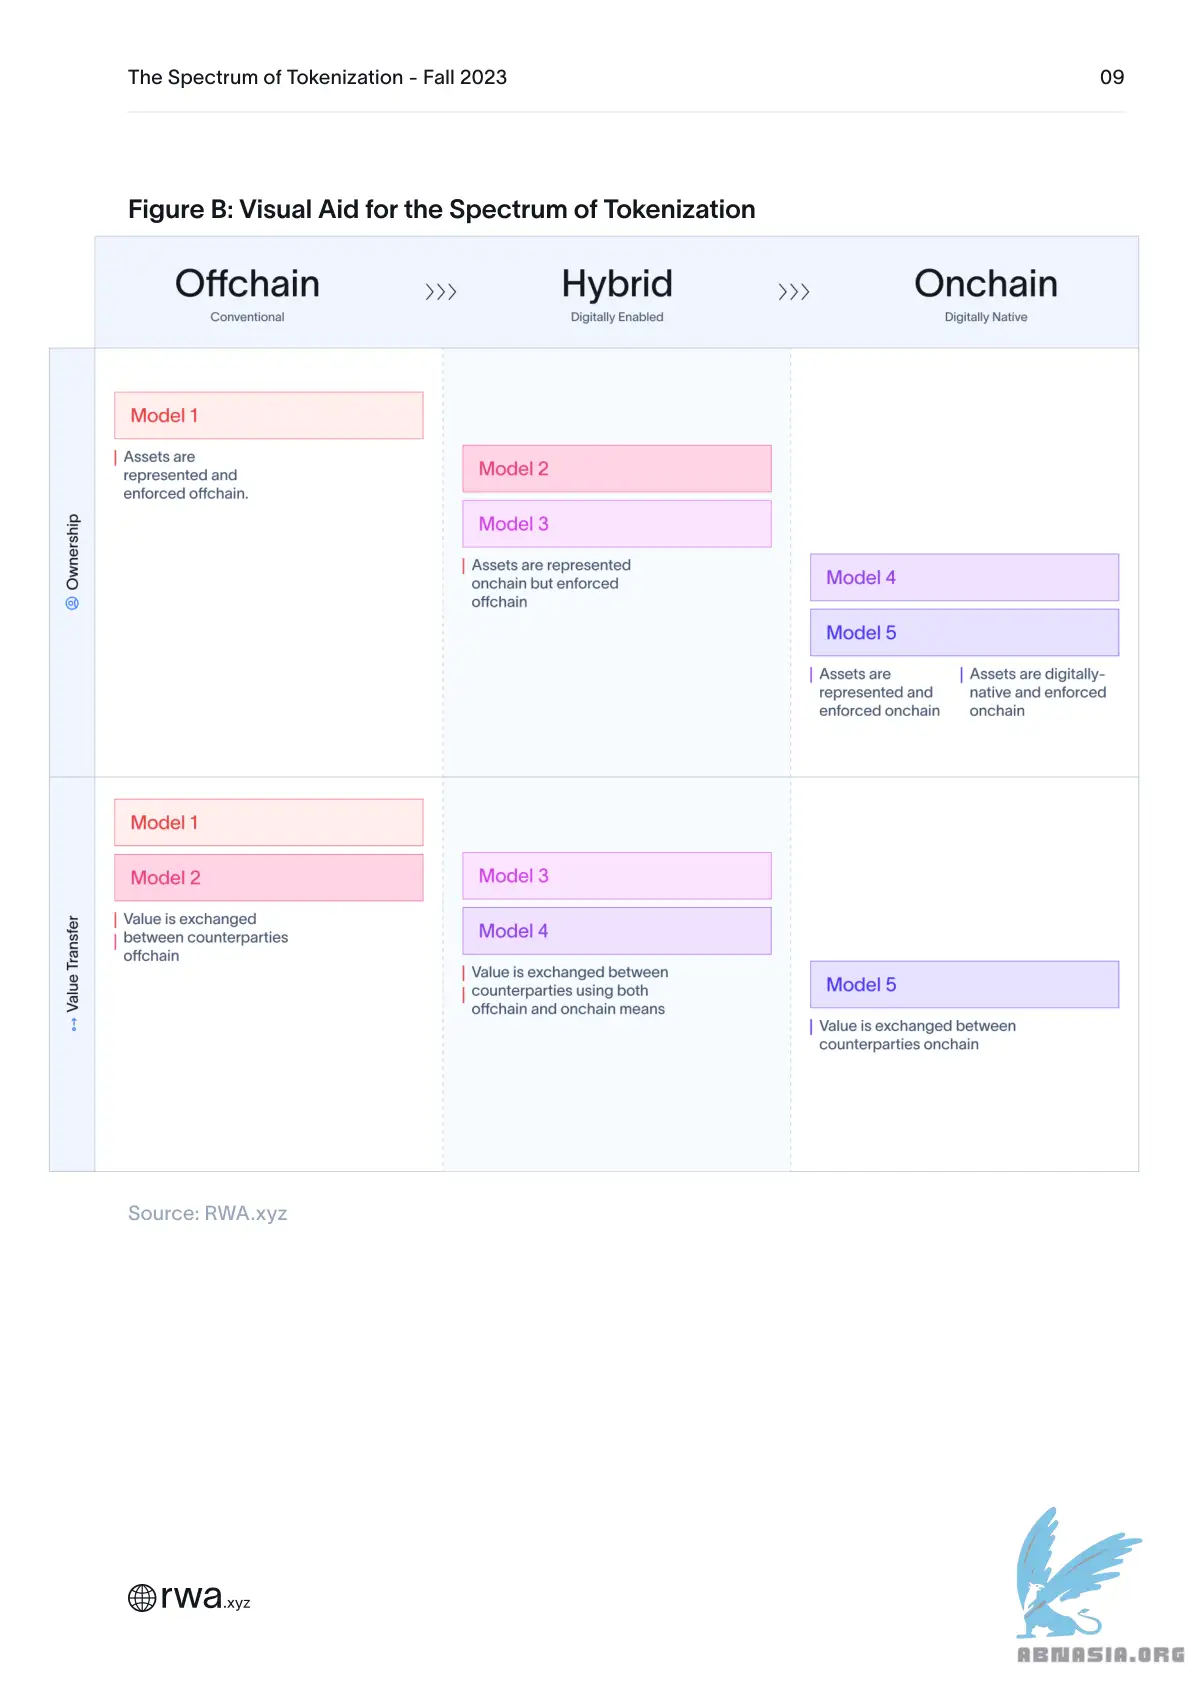 The Spectrum of Tokenization - Fall 2023
09
Figure B: Visual Aid for the Spectrum of Tokenization
Offchain
Conventional
Hybrid
Digitally Enabled
Onchain
Digitally Native
Ownership
Model 1
Assets are
represented and
enforced offchain.
Model 2
Model 3
Assets are represented
onchain but enforced
offchain
Model 4
Model 5
Assets are
represented and
enforced onchain
Assets are digitally-
native and enforced
onchain
Value Transfer
Model 1
Model 2
Value is exchanged
between counterparties
offchain
Model 3
Model 4
Value is exchanged between
counterparties using both
offchain and onchain means
Model 5
Value is exchanged between
counterparties onchain
Source: RWA.xyz
rwa.xyz
ABNASIA.ORG